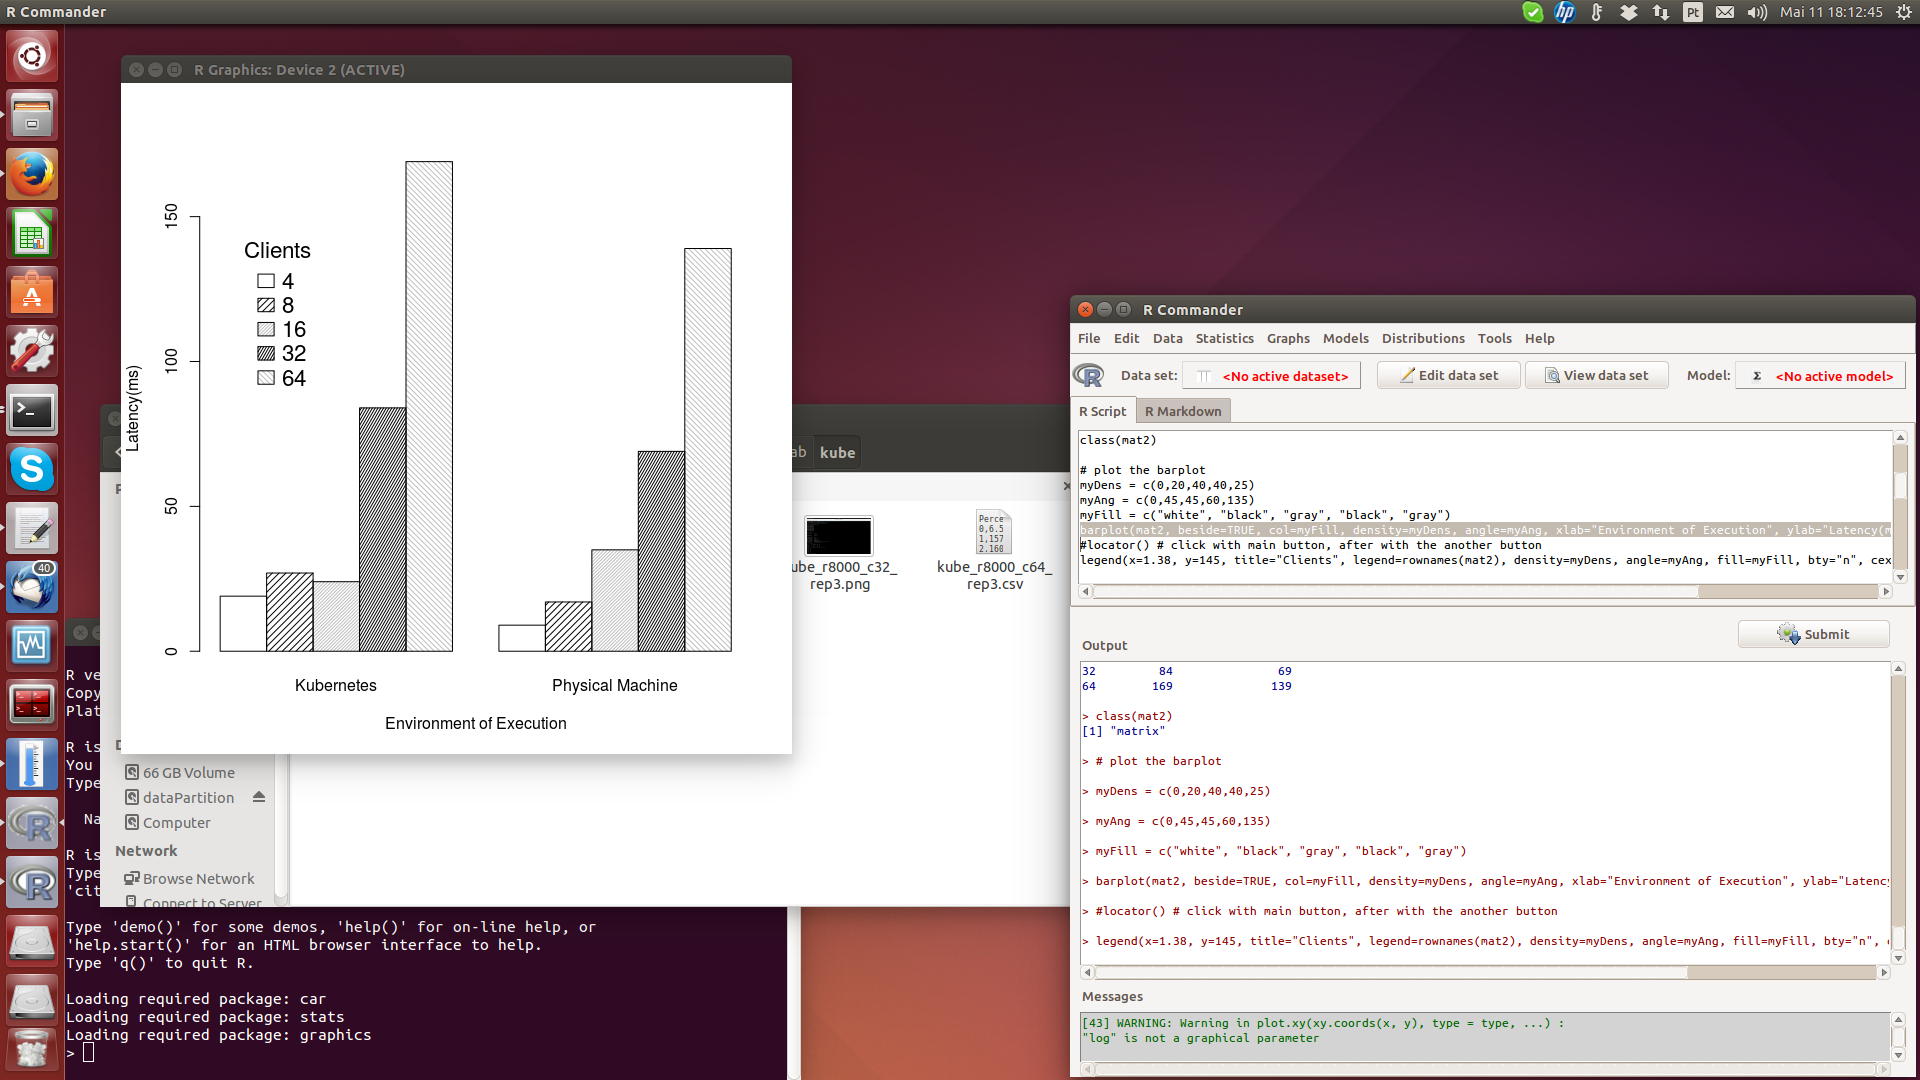 R Commander
Pt
Mai 11 18:12:45
40
R Graphics: Device 2 (ACTIVE)
150
100
50
0
Latency(ms)
Clients
4
8
16
32
64
Kubernetes
Physical Machine
Environment of Execution
ab
kube
kube_r8000_c32_
rep3.png
kube_r8000_c64_
rep3.csv
Perce
0,6.5
1,157
2.160
66 GB Volume
dataPartition
Computer
Network
Browse Network
Connect to Server
R ve
Copy
Plat
R is
You
Type
Na
R is
Type
'cit
Type 'demo()' for some demos, 'help()' for on-line help, or
'help.start()' for an HTML browser interface to help.
Type 'q()' to quit R.
Loading required package: car
Loading required package: stats
Loading required package: graphics
>
R Commander
File Edit Data Statistics Graphs Models Distributions Tools Help
Data set: <No active dataset> Edit data set View data set Model: Σ <No active model>
R Script R Markdown
class(mat2)
# plot the barplot
myDens = c(0,20,40,40,25)
myAng = c(0,45,45,60,135)
myFill = c("white", "black", "gray", "black", "gray")
barplot(mat2, beside=TRUE, col=myFill, density=myDens, angle=myAng, xlab="Environment of Execution", ylab="Latency(m
#locator() # click with main button, after with the another button
legend(x=1.38, y=145, title="Clients", legend=rownames(mat2), density=myDens, angle=myAng, fill=myFill, bty="n", cex
Output
Submit
32 84 69
64 169 139
> class(mat2)
[1] "matrix"
> # plot the barplot
> myDens = c(0,20,40,40,25)
> myAng = c(0,45,45,60,135)
> myFill = c("white", "black", "gray", "black", "gray")
> barplot(mat2, beside=TRUE, col=myFill, density=myDens, angle=myAng, xlab="Environment of Execution", ylab="Latency
> #locator() # click with main button, after with the another button
> legend(x=1.38, y=145, title="Clients", legend=rownames(mat2), density=myDens, angle=myAng, fill=myFill, bty="n",
Messages
[43] WARNING: Warning in plot.xy(xy.coords(x, y), type = type, ...) :
"log" is not a graphical parameter